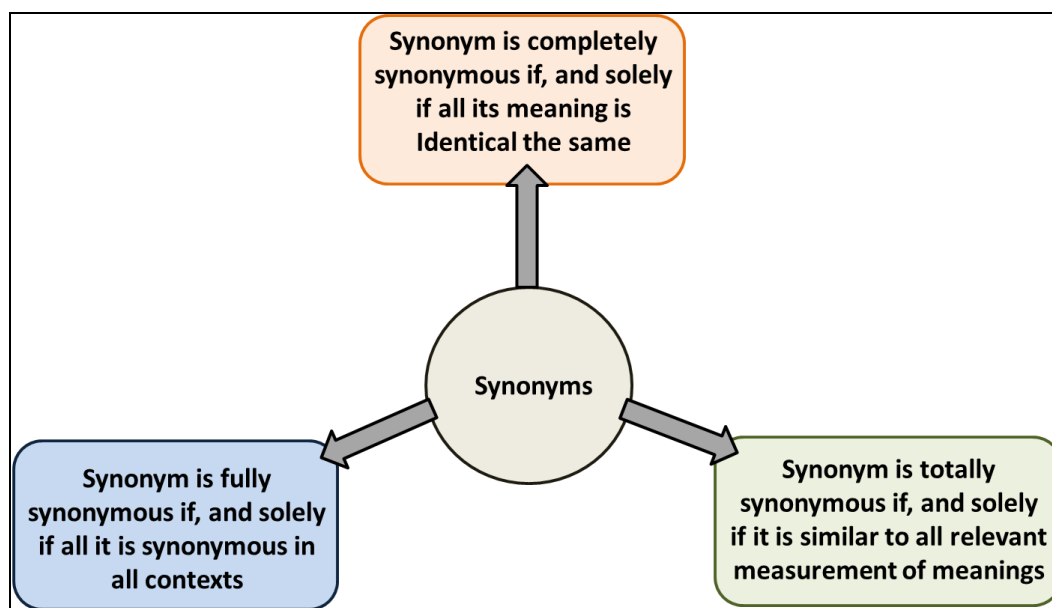 Synonym is completely
synonymous if, and solely
if all its meaning is
Identical the same
Synonyms
Synonym is fully
synonymous if, and solely
if all it is synonymous in
all contexts
Synonym is totally
synonymous if, and solely
if it is similar to all relevant
measurement of meanings